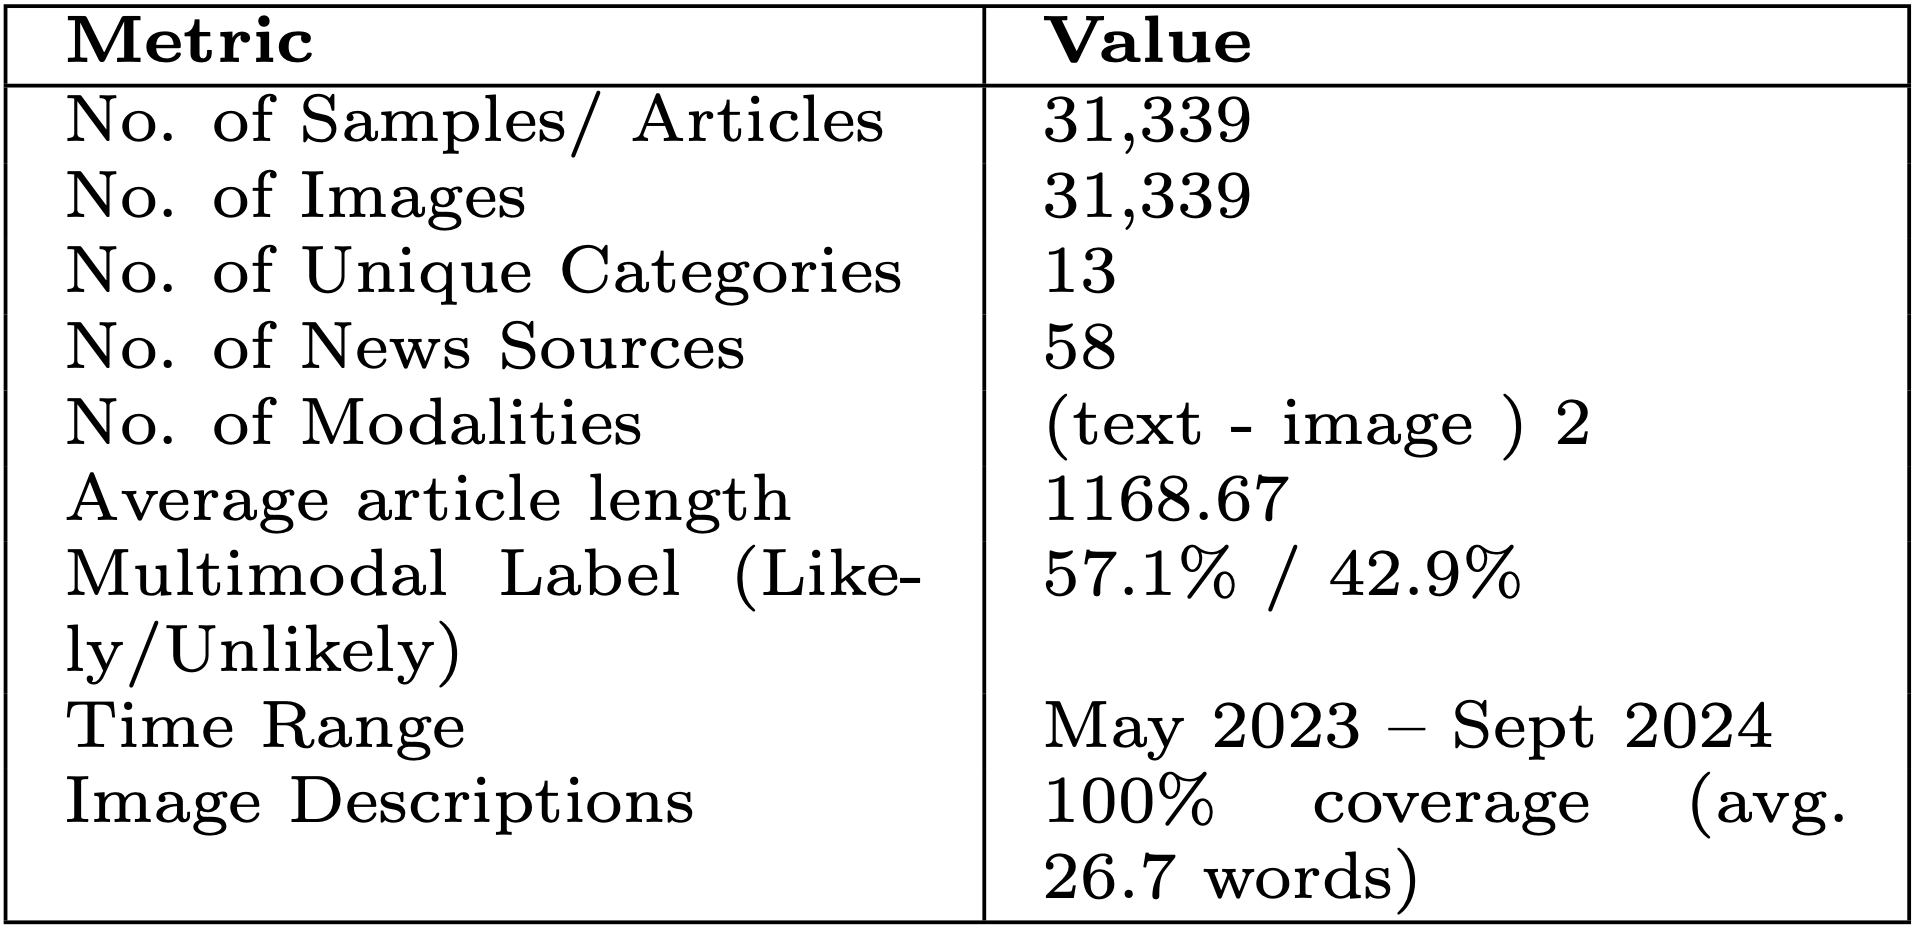 Metric Value
No. of Samples/ Articles 31,339
No. of Images 31,339
No. of Unique Categories 13
No. of News Sources 58
No. of Modalities (text - image ) 2
Average article length 1168.67
Multimodal Label (Like- 57.1% / 42.9%
ly/Unlikely)
Time Range May 2023 – Sept 2024
Image Descriptions 100% coverage (avg.
26.7 words)